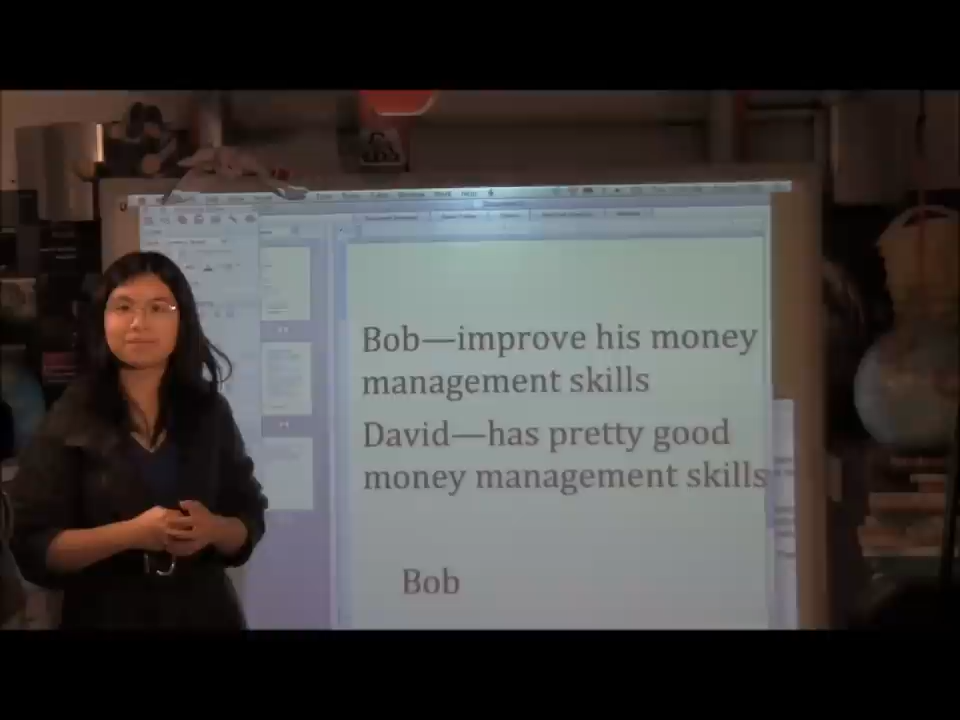 Bob—improve his money
management skills
David—has pretty good
money management skills
Bob